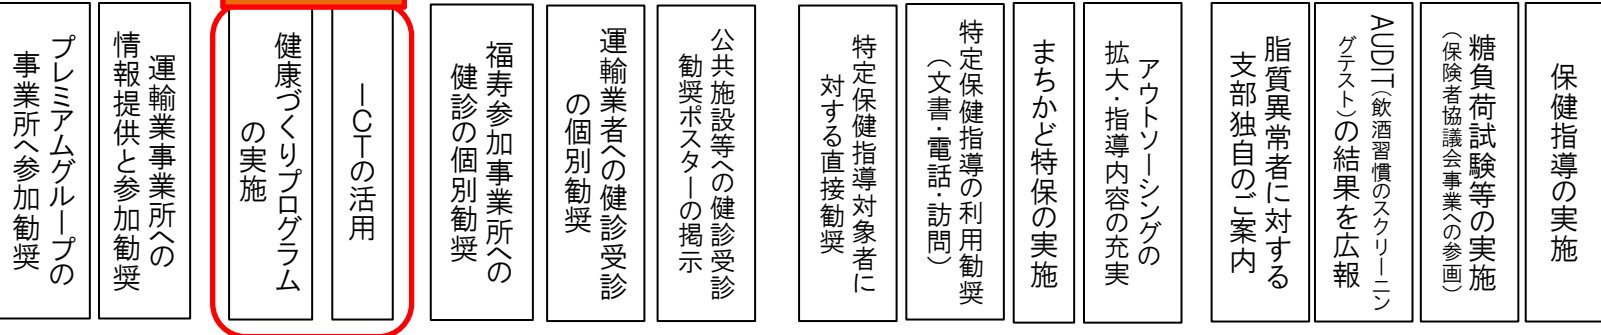 プレミアムグループの
事業所へ参加勧奨
運輸業事業所への
情報提供と参加勧奨
健康づくりプログラム
の実施
ICTの活用
福寿参加事業所への
健診の個別勧奨
運輸業者への健診受診
の個別勧奨
公共施設等への健診受診
勧奨ポスターの掲示
特定保健指導対象者に
対する直接勧奨
特定保健指導の利用勧奨
（文書・電話・訪問）
まちかど特保の実施
アウトソーシングの
拡大・指導内容の充実
脂質異常者に対する
支部独自のご案内
AUDIT（飲酒習慣のスクリーニン
グテスト）の結果を広報
糖負荷試験等の実施
（保険者協議会事業への参画）
保健指導の実施